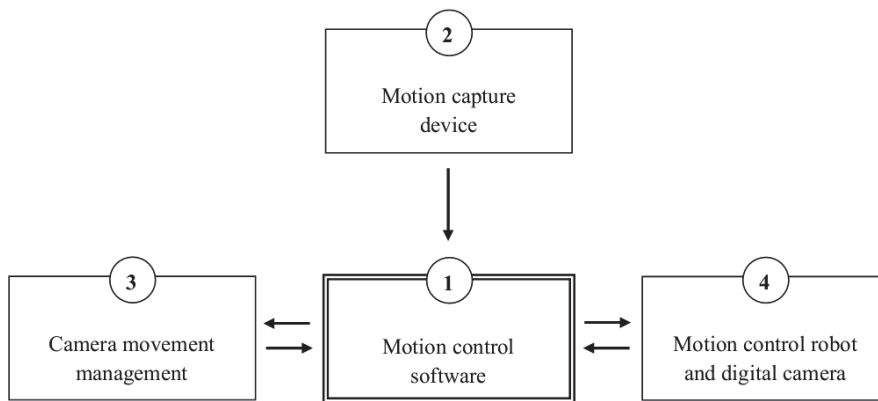 2
Motion capture
device
3
Camera movement
management
1
Motion control
software
4
Motion control robot
and digital camera